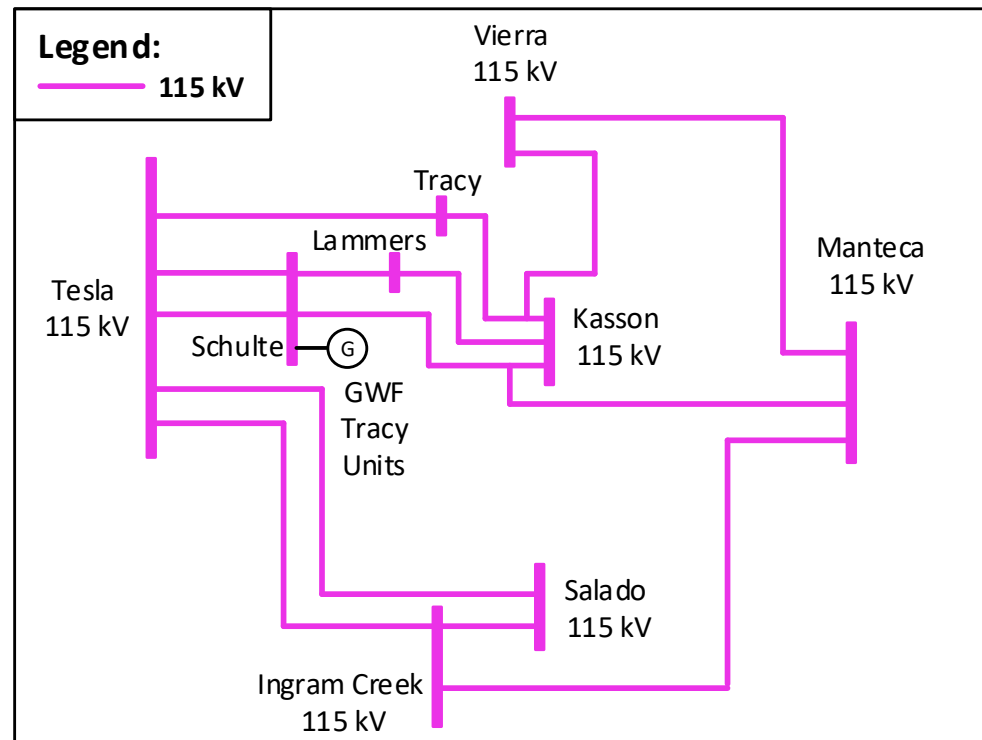 Legend:
115 kV
Vierra
115 kV
Tracy
Lammers
Manteca
115 kV
Tesla
115 kV
Schulte
G
Kasson
115 kV
GWF
Tracy
Units
Salado
115 kV
Ingram Creek
115 kV